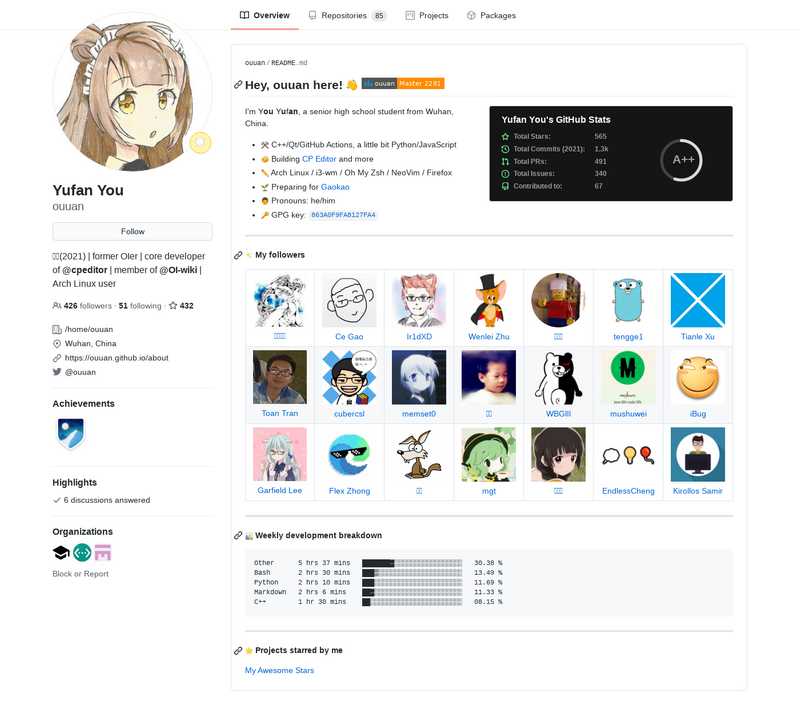 Overview
Repositories 85
Projects
Packages
Yufan You
ouuan
Follow
(2021) | former OIer | core developer
of @cpeditor | member of @OI-wiki |
Arch Linux user
426 followers · 51 following · 432
/home/ouuan
Wuhan, China
https://ouuan.github.io/about
@ouuan
Achievements
Highlights
6 discussions answered
Organizations
Block or Report
ouuan / README.md
Hey, ouuan here! 👋 ouuan Master 2281
I'm You Yufan, a senior high school student from Wuhan,
China.
C++/Qt/GitHub Actions, a little bit Python/JavaScript
Building CP Editor and more
Arch Linux / i3-wm / Oh My Zsh / NeoVim / Firefox
Preparing for Gaokao
Pronouns: he/him
GPG key: 863A0F9FA8127FA4
Yufan You's GitHub Stats
Total Stars: 565
Total Commits (2021): 1.3k
Total PRs: 491
Total Issues: 340
Contributed to: 67
A++
My followers
Ce Gao
Ir1dXD
Wenlei Zhu
tengge1
Tianle Xu
Toan Tran
cubercsl
memset0
WBGlIl
mushuwei
iBug
Garfield Lee
Flex Zhong
mgt
EndlessCheng
Kirollos Samir
Weekly development breakdown
Other 5 hrs 37 mins 30.38 %
Bash 2 hrs 30 mins 13.49 %
Python 2 hrs 10 mins 11.69 %
Markdown 2 hrs 6 mins 11.33 %
C++ 1 hr 30 mins 08.15 %
⭐ Projects starred by me
My Awesome Stars